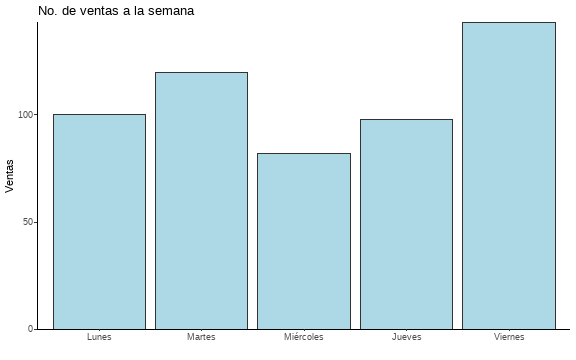 No. de ventas a la semana
Ventas
100
50
0
Lunes
Martes
Miércoles
Jueves
Viernes